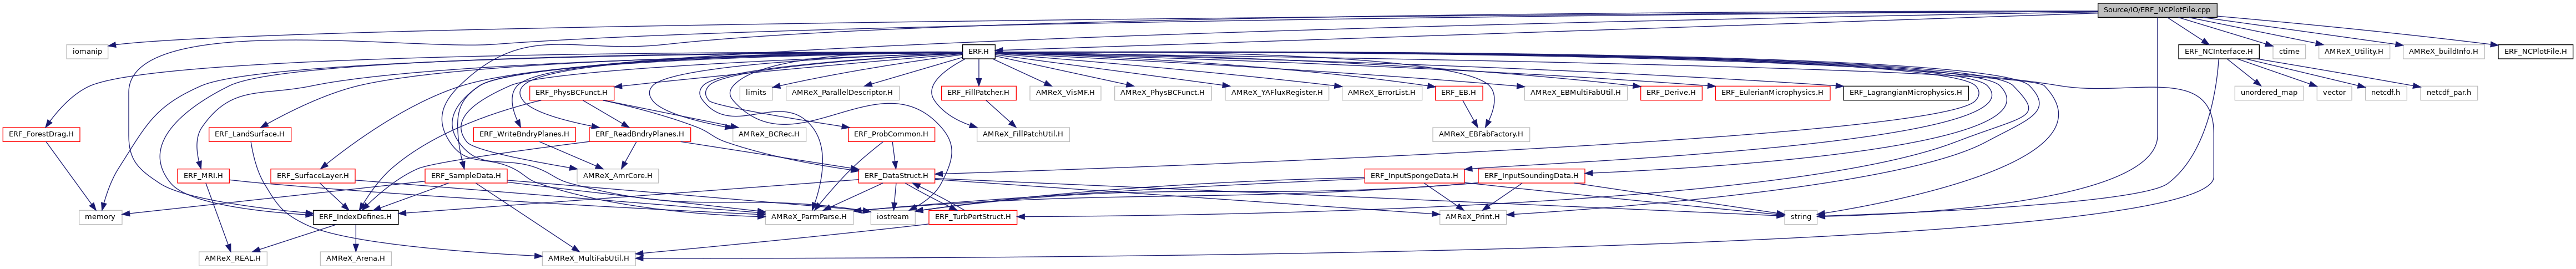 Source/IO/ERF_NCPlotFile.cpp
iomanip
ERF.H
ERF_NCInterface.H
ctime
AMReX_Utility.H
AMReX_buildInfo.H
ERF_NCPlotFile.H
ERF_PhysBCFunct.H
limits
AMReX_ParallelDescriptor.H
ERF_FillPatcher.H
AMReX_VisMF.H
AMReX_PhysBCFunct.H
AMReX_YAFluxRegister.H
AMReX_ErrorList.H
ERF_EB.H
AMReX_EBMultiFabUtil.H
ERF_Derive.H
ERF_EulerianMicrophysics.H
ERF_LagrangianMicrophysics.H
unordered_map
vector
netcdf.h
netcdf_par.h
ERF_ForestDrag.H
ERF_LandSurface.H
ERF_WriteBndryPlanes.H
ERF_ReadBndryPlanes.H
AMReX_BCRec.H
ERF_ProbCommon.H
AMReX_FillPatchUtil.H
AMReX_EBFabFactory.H
ERF_MRI.H
ERF_SurfaceLayer.H
ERF_SampleData.H
AMReX_AmrCore.H
ERF_DataStruct.H
ERF_InputSpongeData.H
ERF_InputSoundingData.H
memory
ERF_IndexDefines.H
AMReX_ParmParse.H
iostream
ERF_TurbPertStruct.H
AMReX_Print.H
string
AMReX_REAL.H
AMReX_Arena.H
AMReX_MultiFabUtil.H